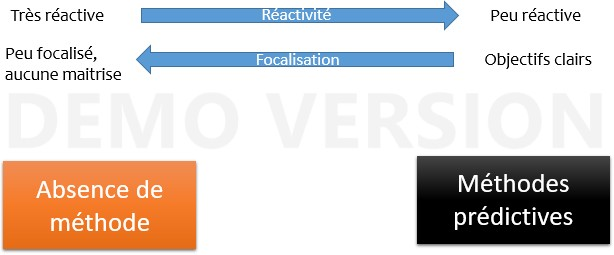 Très réactive Réactivité Peu réactive
Peu focalisé,
aucune maitrise Focalisation Objectifs clairs
DEMO VERSION
Absence de
méthode
Méthodes
prédictives